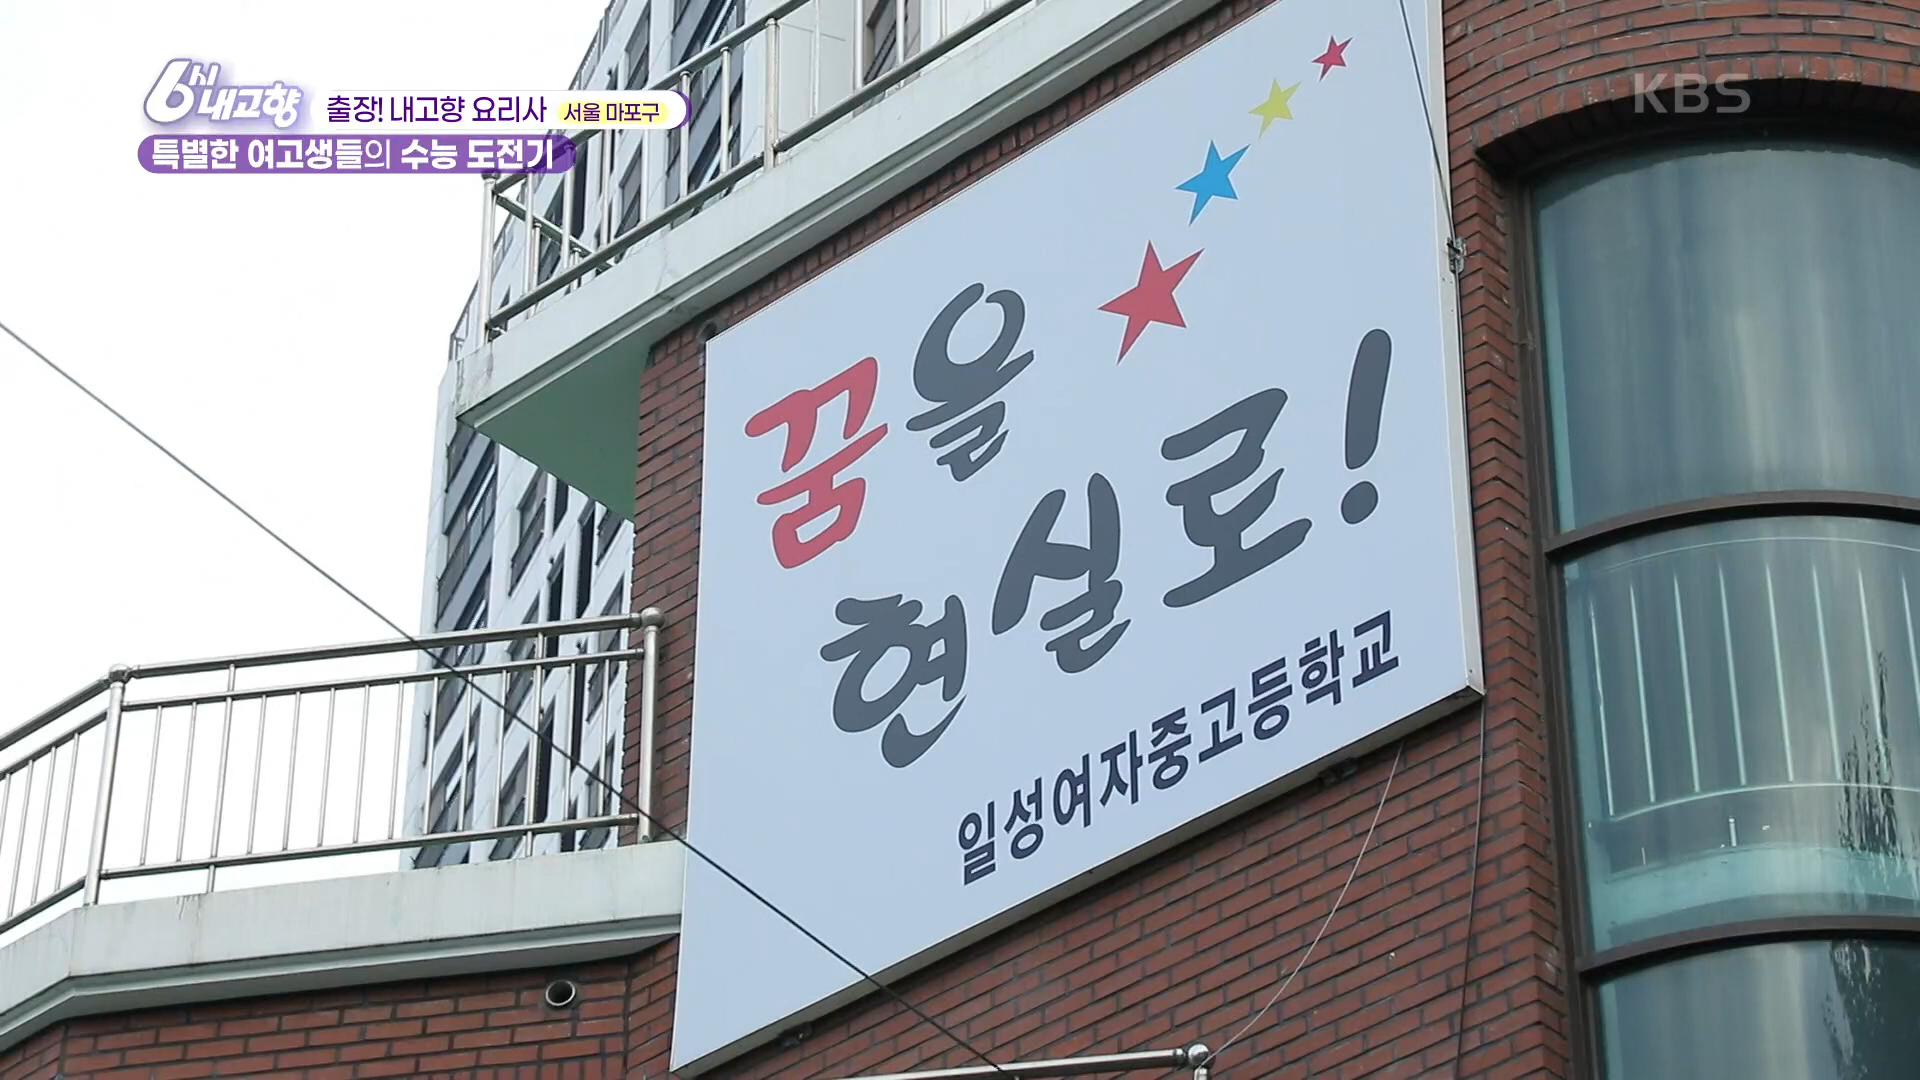 6시 내고향
출장! 내고향 요리사 서울 마포구
KBS
특별한 여고생들의 수능 도전기
꿈을
현실로!
일성여자중고등학교